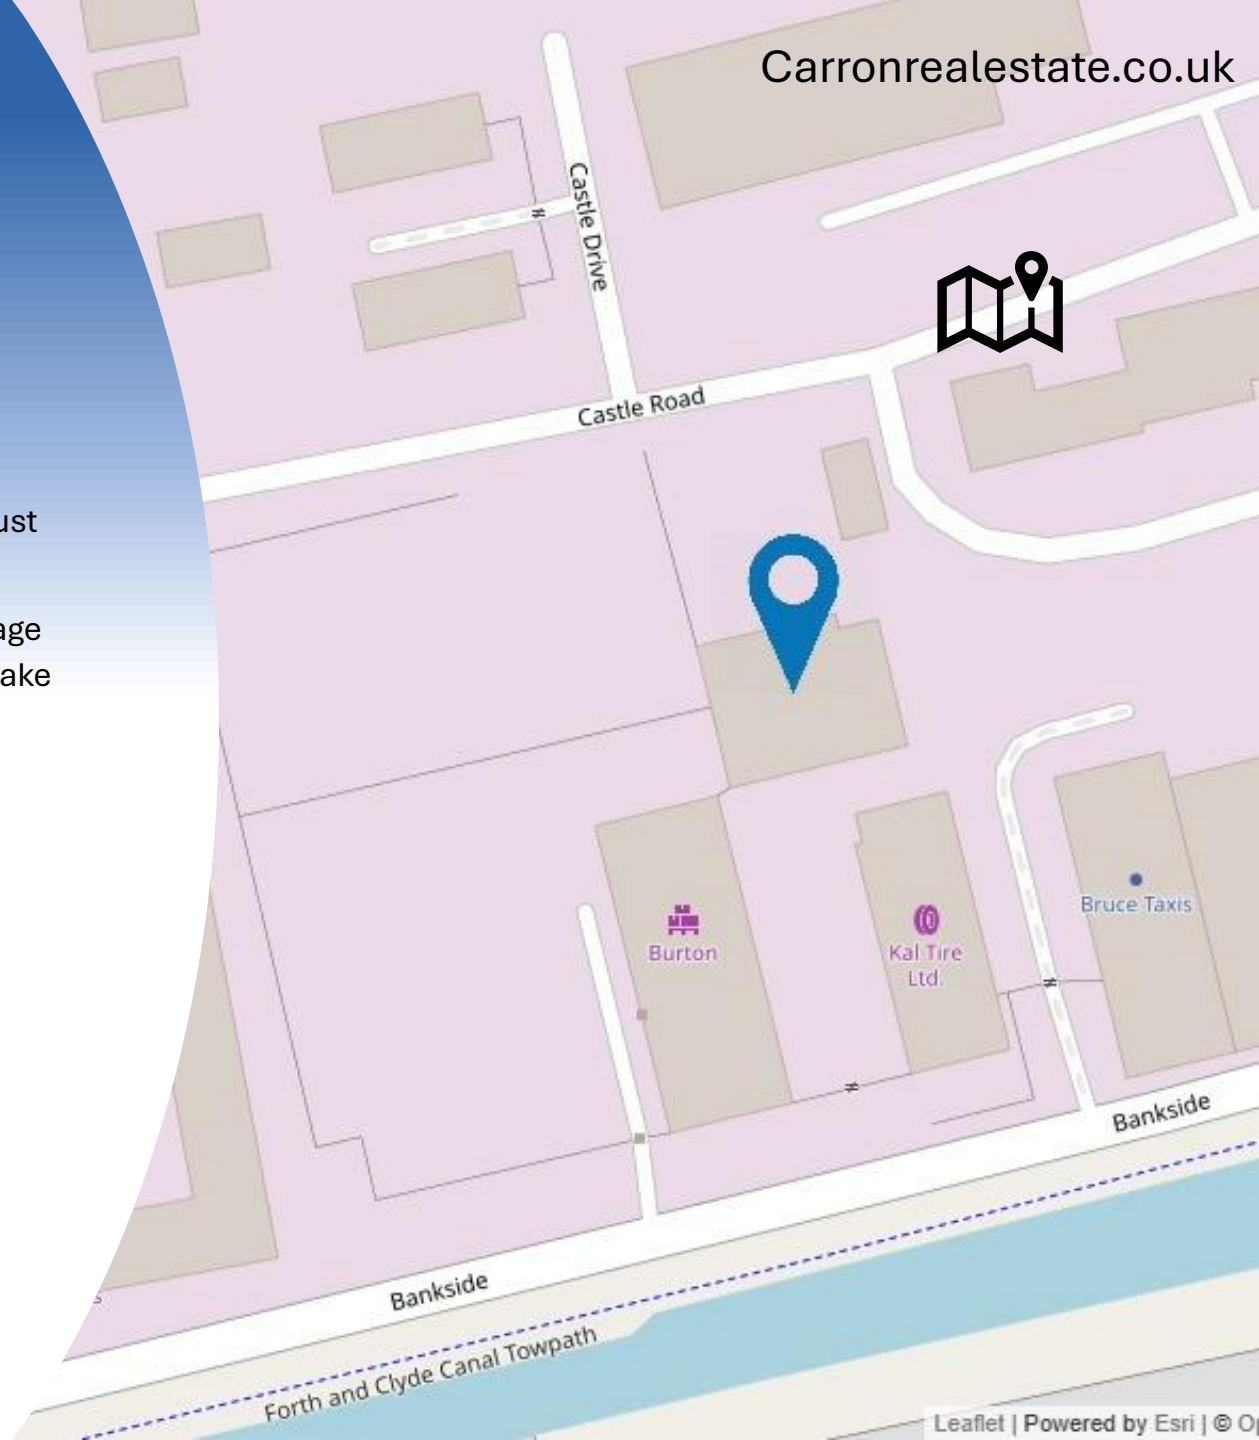 Carronrealestate.co.uk
Castle Drive
Castle Road
Burton
Kal Tire
Ltd.
Bruce Taxis
Bankside
Bankside
Forth and Clyde Canal Towpath
Leaflet | Powered by Esri | ©